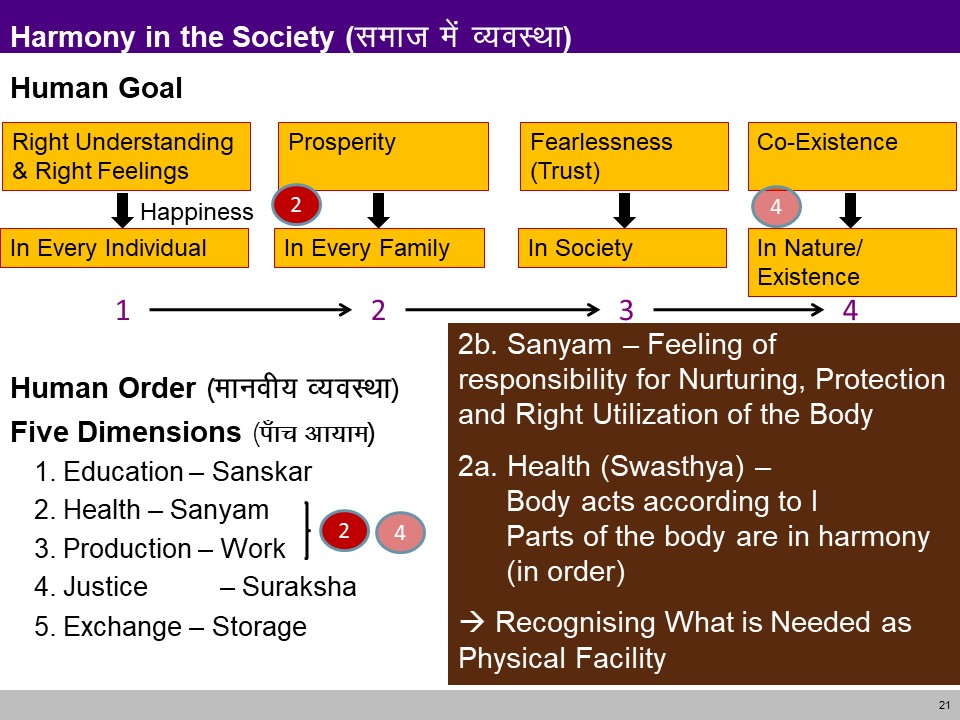 Harmony in the Society (समाज में व्यवस्था)
Human Goal
Right Understanding
& Right Feelings
Prosperity
Fearlessness
(Trust)
Co-Existence
Happiness
2
4
In Every Individual
In Every Family
In Society
In Nature/
Existence
1 2 3 4
Human Order (मानवीय व्यवस्था)
Five Dimensions (पाँच आयाम)
1. Education – Sanskar
2. Health – Sanyam
3. Production – Work
2 4
4. Justice – Suraksha
5. Exchange – Storage
2b. Sanyam – Feeling of
responsibility for Nurturing, Protection
and Right Utilization of the Body
2a. Health (Swasthya) –
Body acts according to I
Parts of the body are in harmony
(in order)
→ Recognising What is Needed as
Physical Facility
21